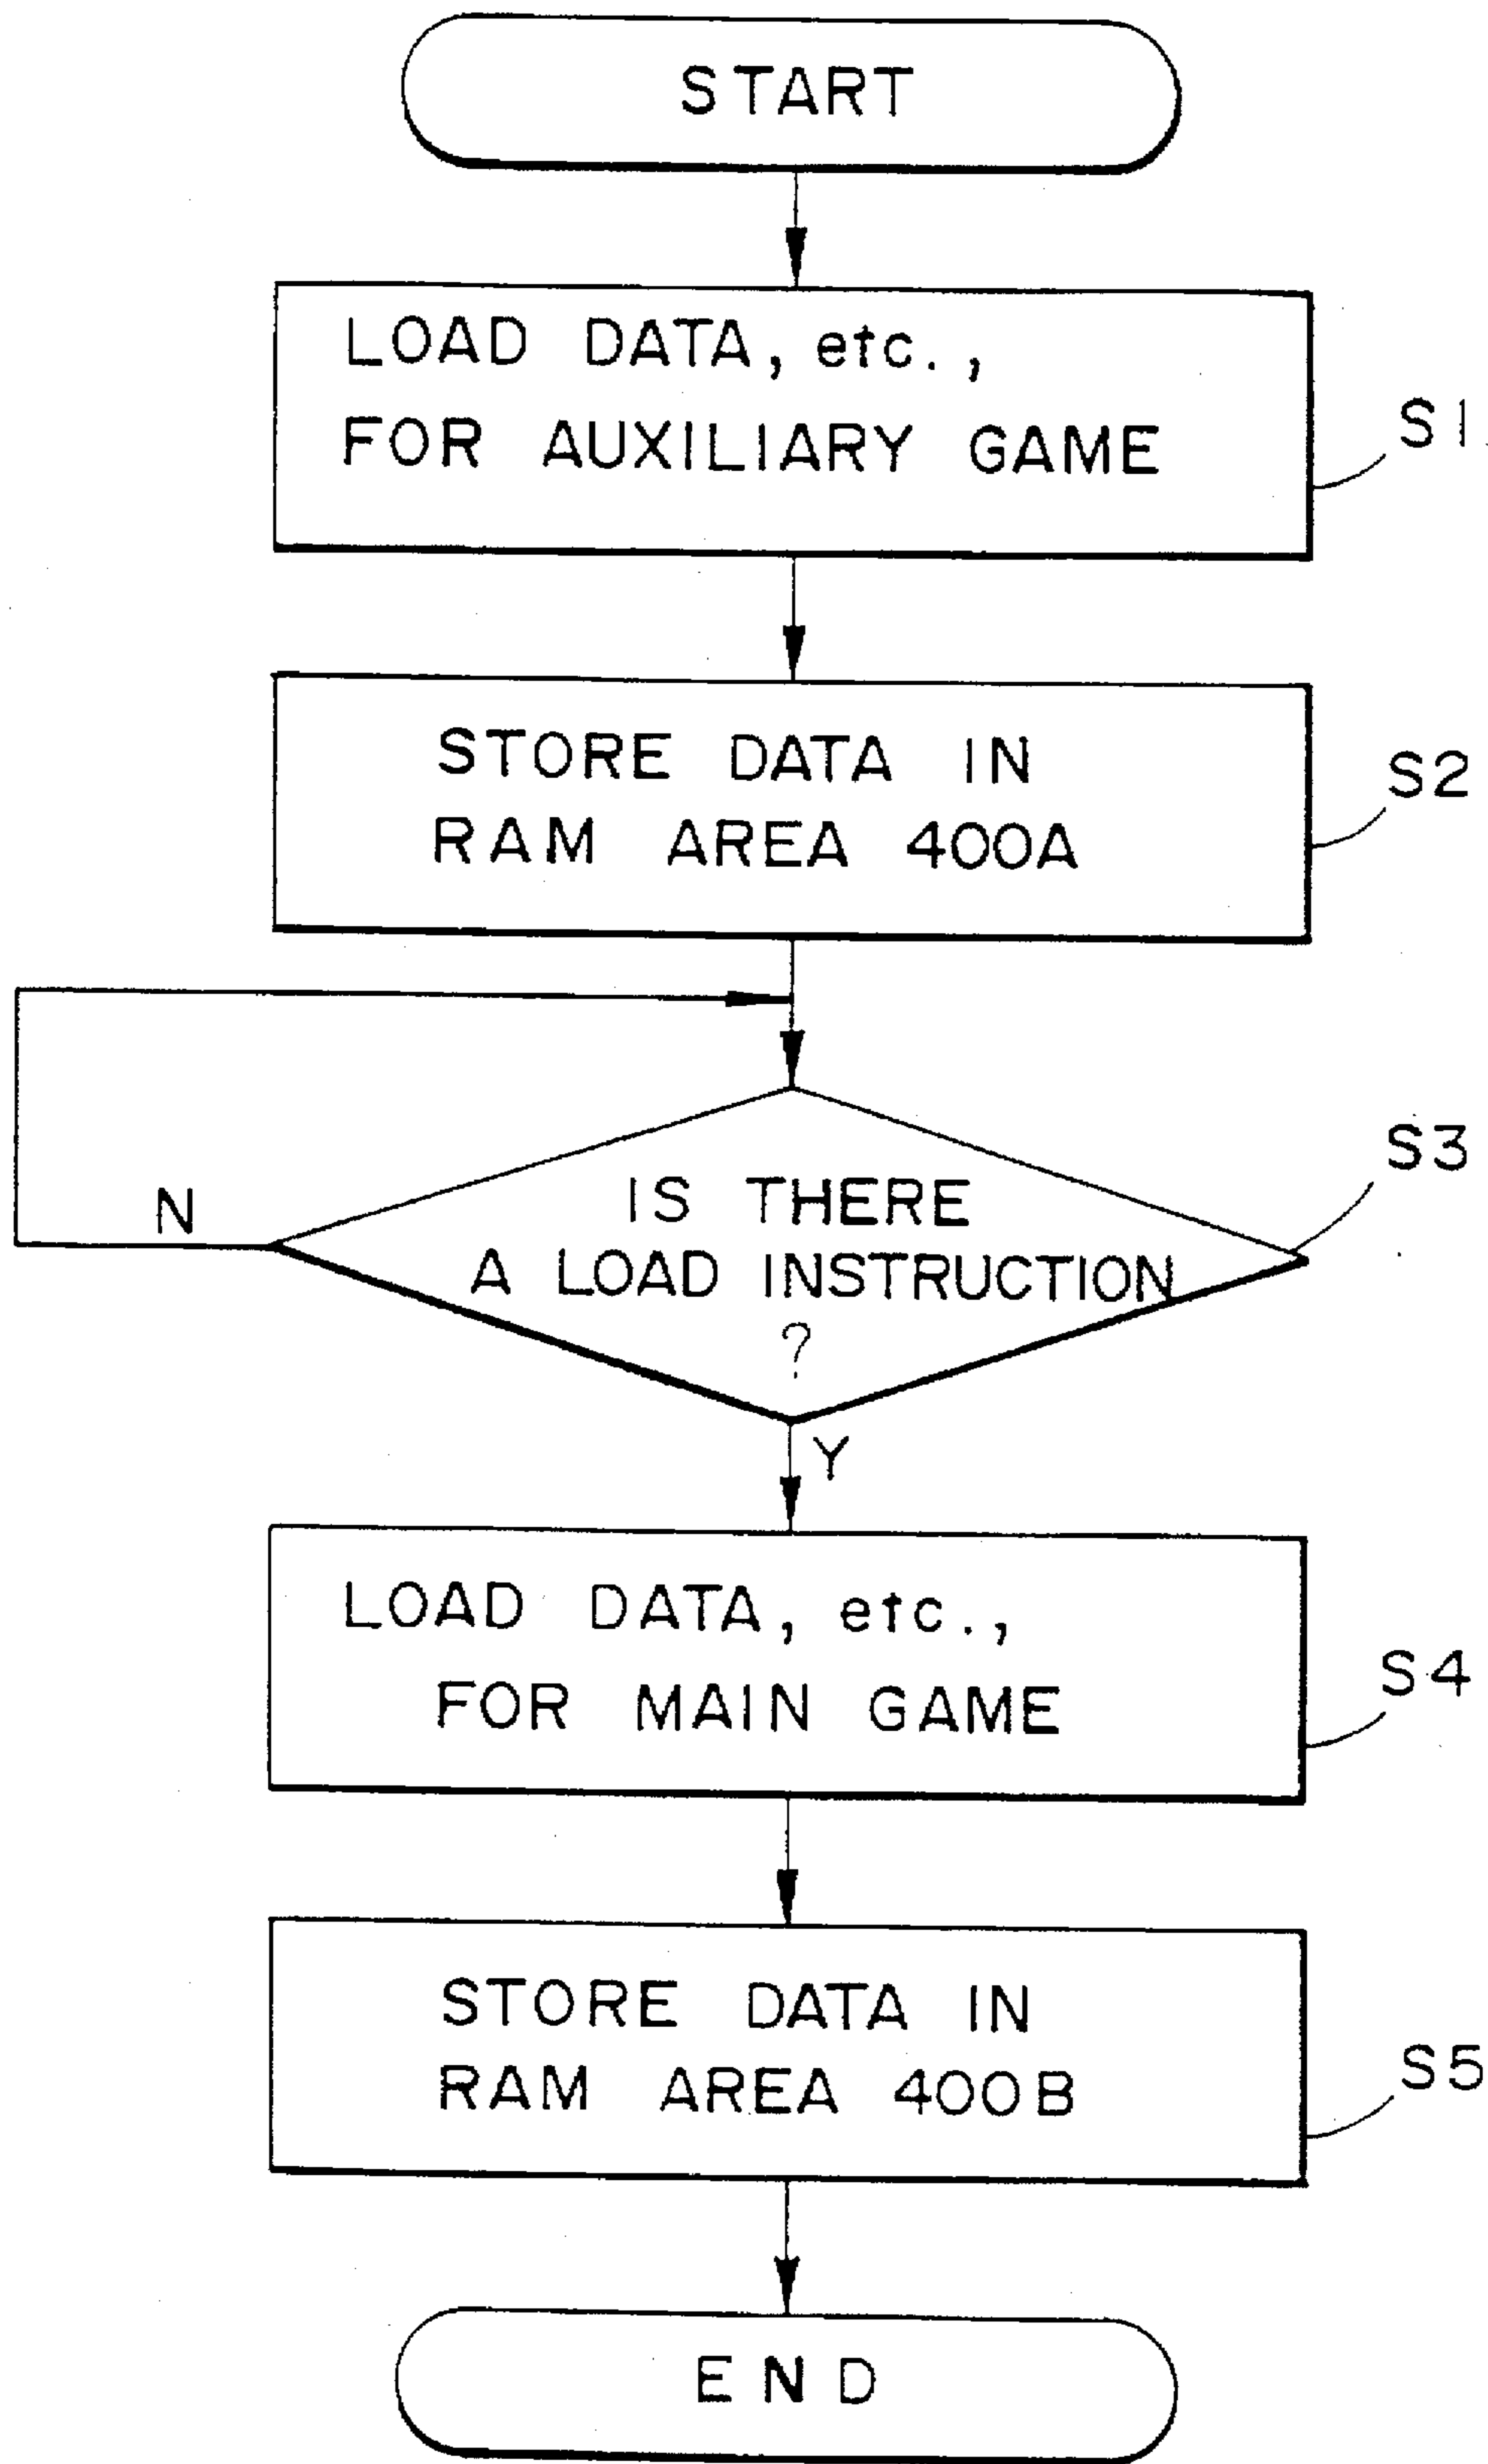 START
LOAD DATA, etc.,
FOR AUXILIARY GAME
S1
STORE DATA IN
RAM AREA 400A
S2
IS THERE
A LOAD INSTRUCTION
?
S3
N
Y
LOAD DATA, etc.,
FOR MAIN GAME
S4
STORE DATA IN
RAM AREA 400B
S5
END